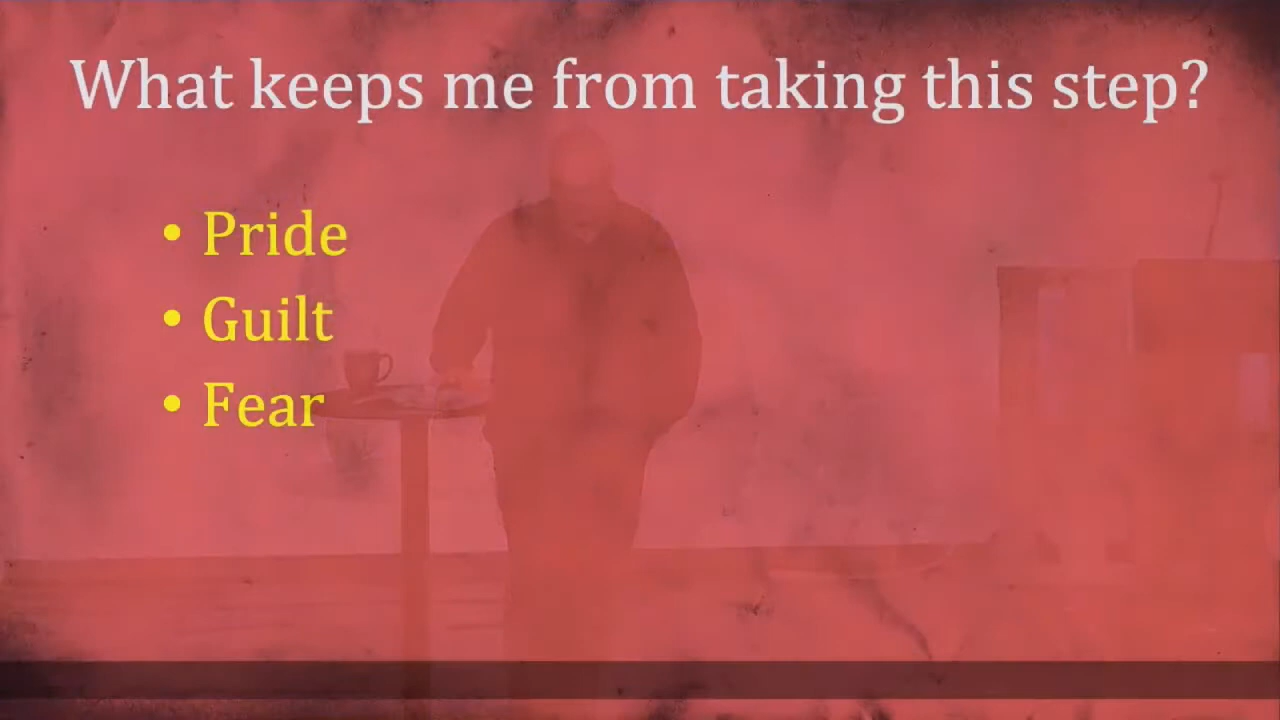 What keeps me from taking this step?
• Pride
• Guilt
• Fear